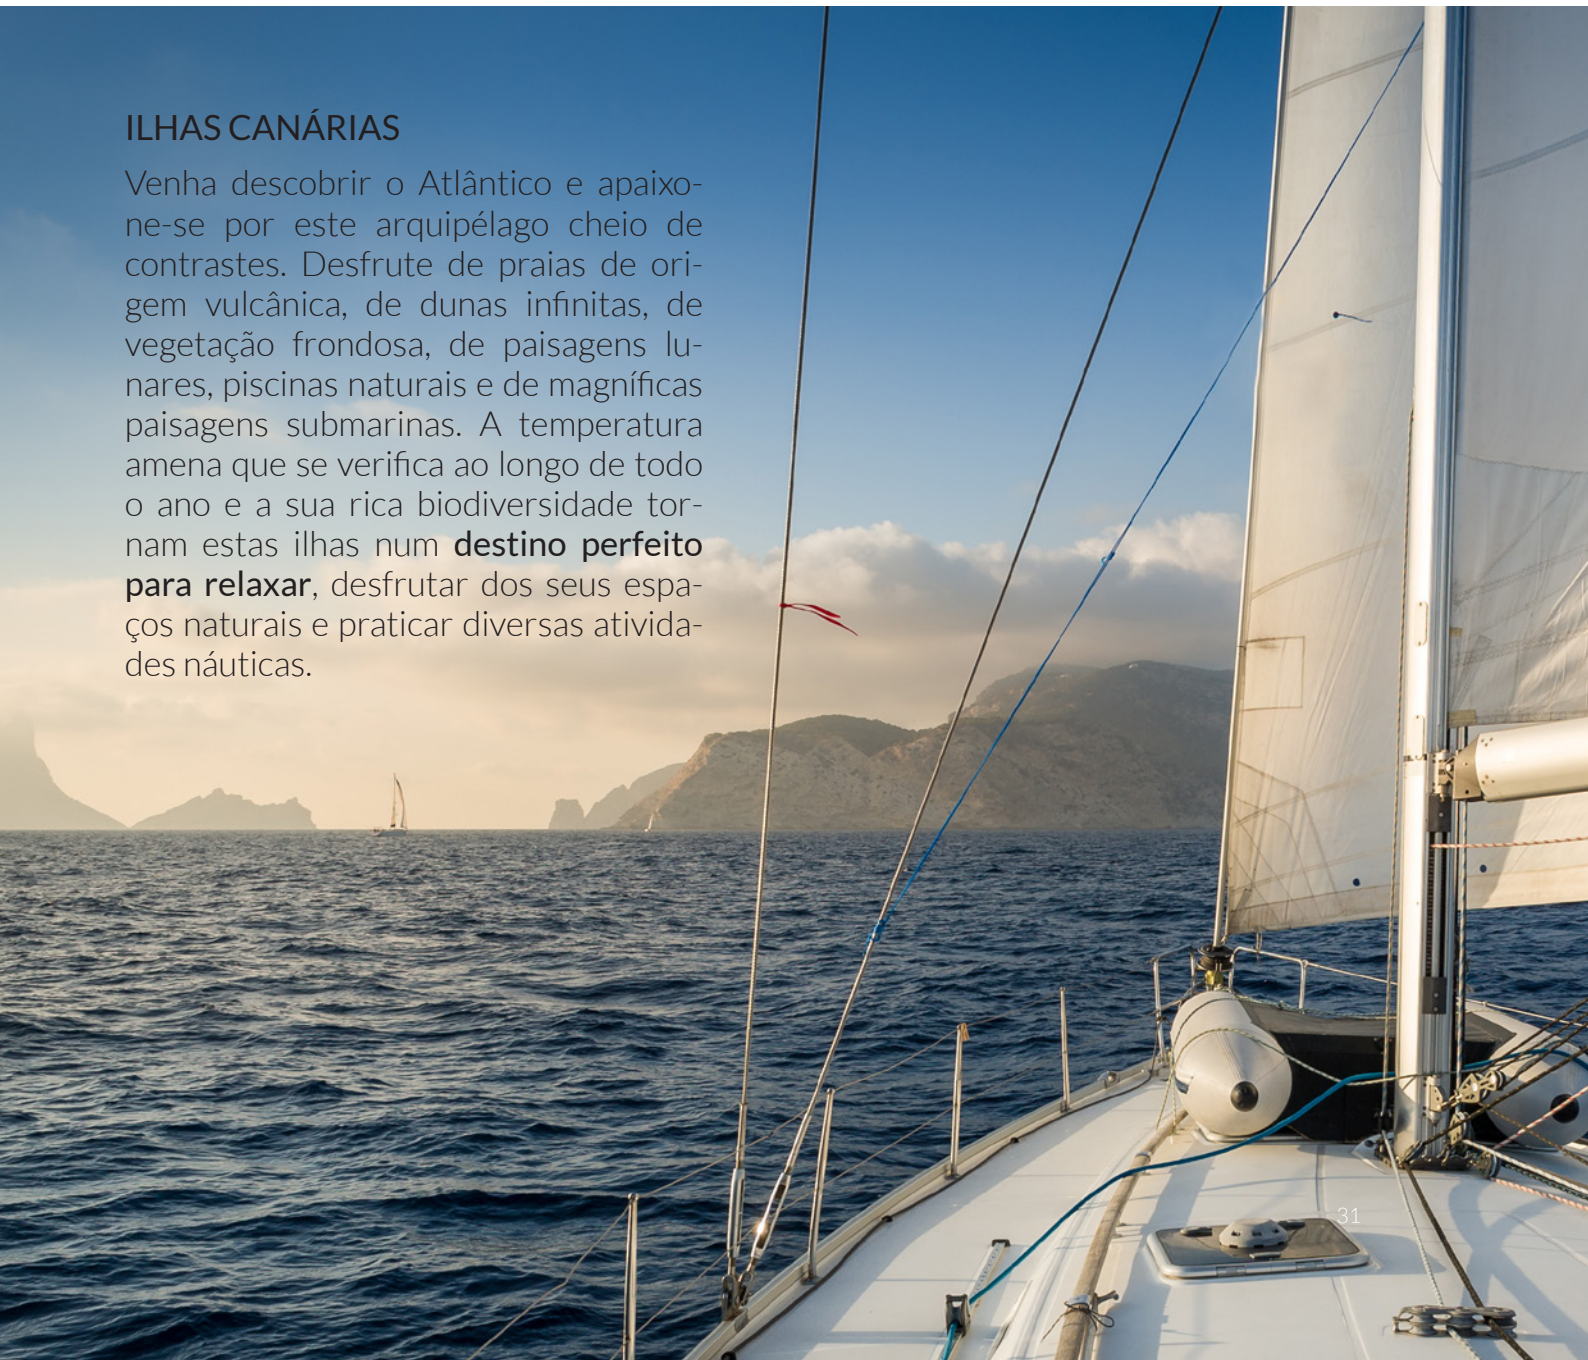 ILHAS CANÁRIAS
Venha descobrir o Atlântico e apaixo-
ne-se por este arquipélago cheio de
contrastes. Desfrute de praias de ori-
gem vulcânica, de dunas infinitas, de
vegetação frondosa, de paisagens lu-
nares, piscinas naturais e de magníficas
paisagens submarinas. A temperatura
amena que se verifica ao longo de todo
o ano e a sua rica biodiversidade tor-
nam estas ilhas num destino perfeito
para relaxar, desfrutar dos seus espa-
ços naturais e praticar diversas ativida-
des náuticas.
31